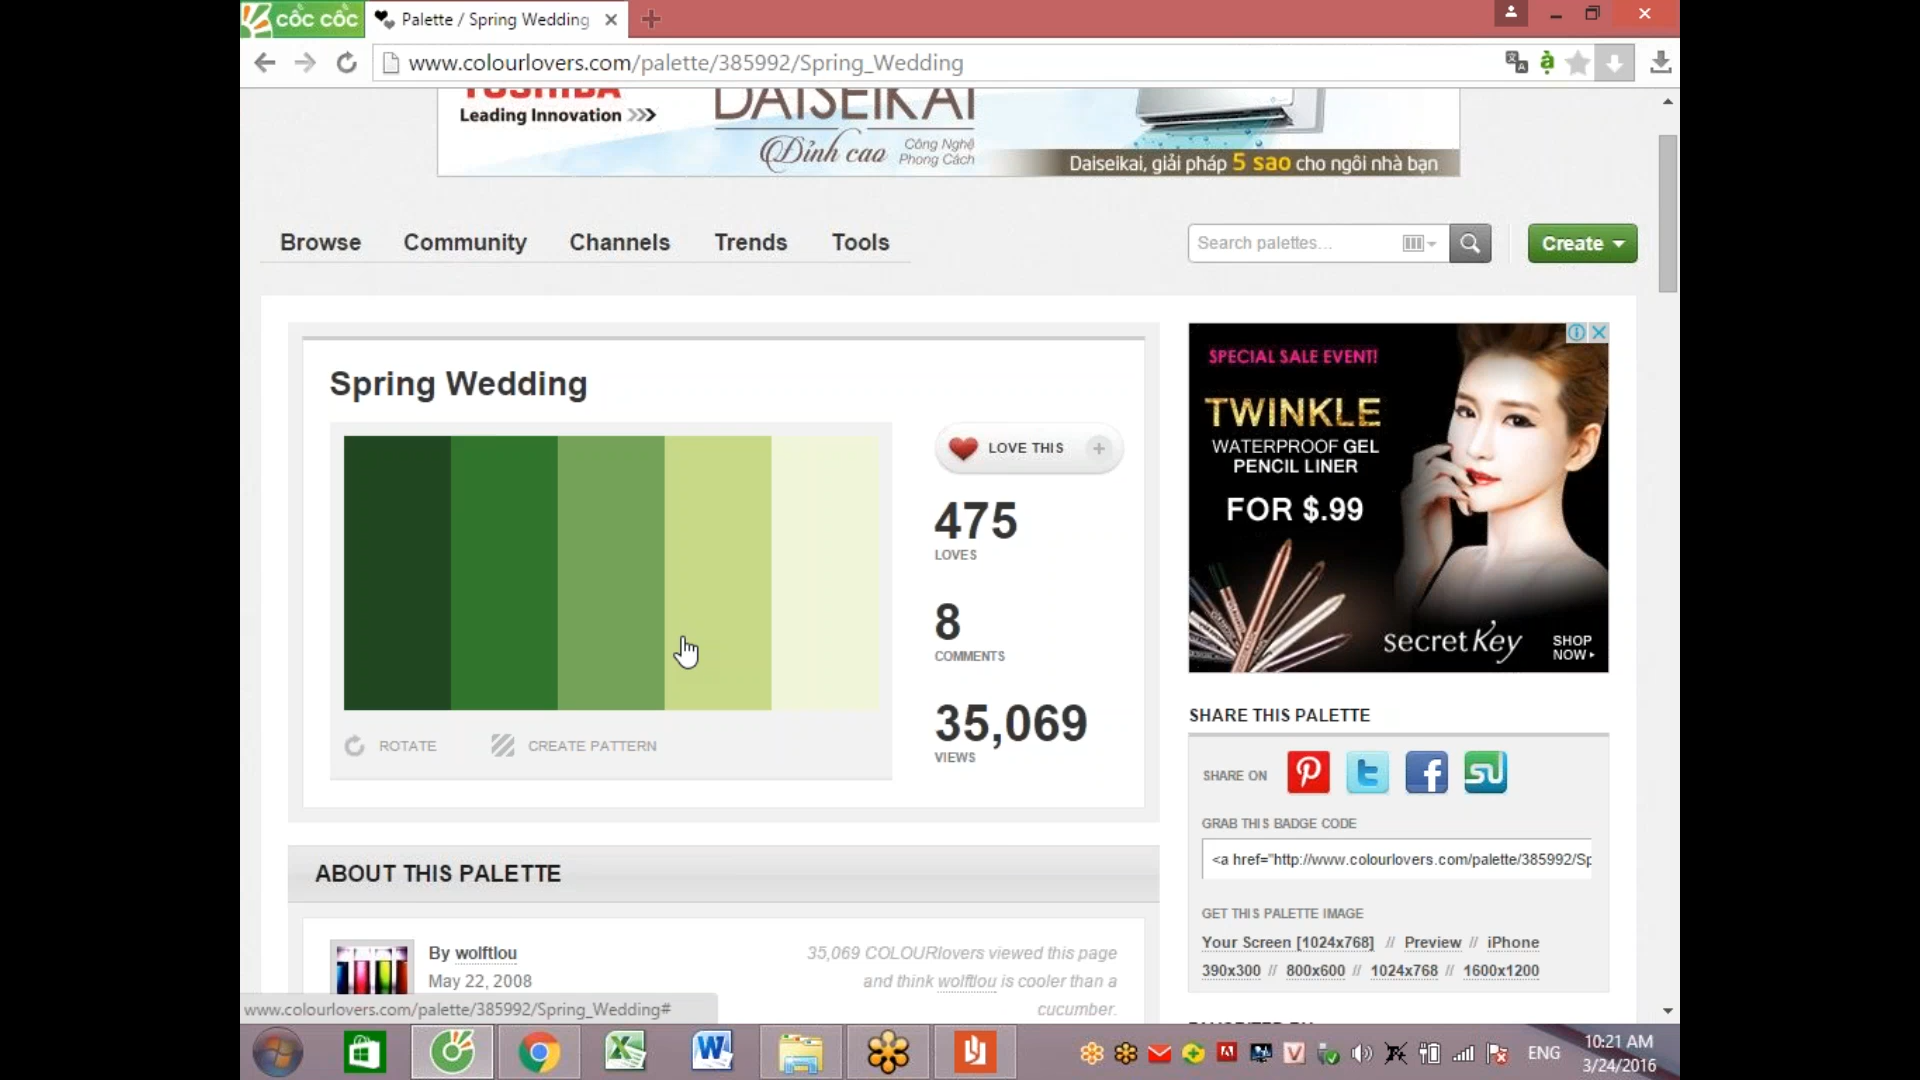 cốc cốc
Palette / Spring Wedding
www.colourlovers.com/palette/385992/Spring_Wedding
TOSHIBA
Leading Innovation >>>
DAISEIKAI
Đỉnh cao
Công Nghệ
Phong Cách
Daiseikai, giải pháp 5 sao cho ngôi nhà bạn
Browse
Community
Channels
Trends
Tools
Search palettes...
Create
Spring Wedding
LOVE THIS
475
LOVES
8
COMMENTS
35,069
VIEWS
ROTATE
CREATE PATTERN
SPECIAL SALE EVENT!
TWINKLE
WATERPROOF GEL
PENCIL LINER
FOR $.99
secret Key
SHOP
NOW
SHARE THIS PALETTE
SHARE ON
GRAB THIS BADGE CODE
<a href="http://www.colourlovers.com/palette/385992/Sp
GET THIS PALETTE IMAGE
Your Screen [1024x768] // Preview // iPhone
390x300 // 800x600 // 1024x768 // 1600x1200
ABOUT THIS PALETTE
By wolftlou
May 22, 2008
35,069 COLOURlovers viewed this page
and think wolftlou is cooler than a
cucumber.
www.colourlovers.com/palette/385992/Spring_Wedding#
ENG
10:21 AM
3/24/2016